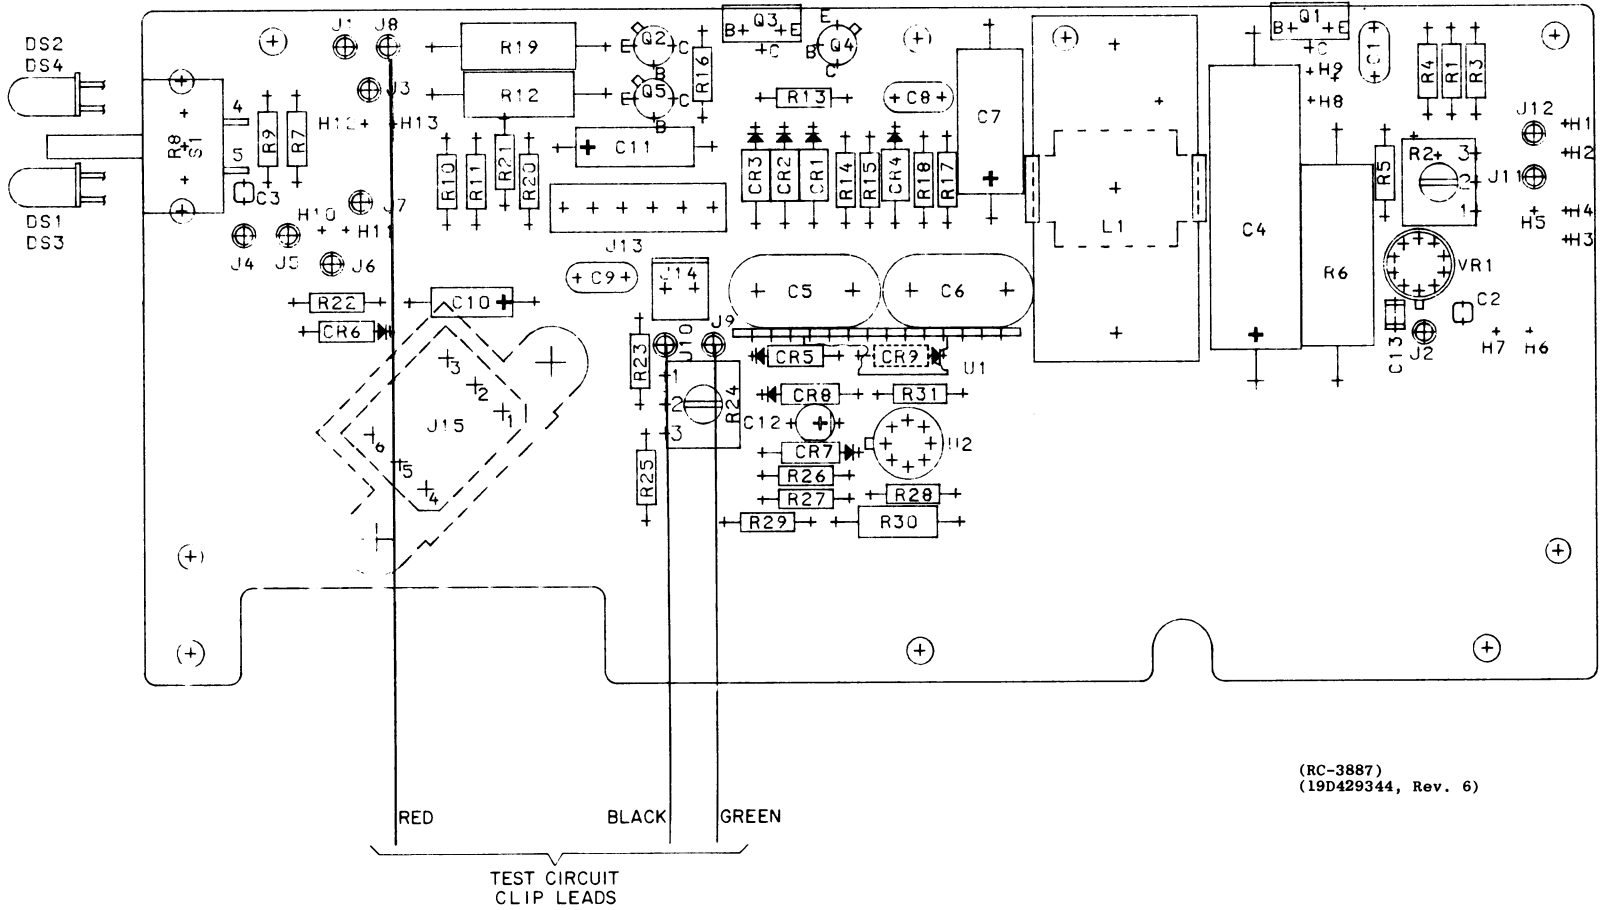 DS2
DS4
DS1
DS3
J1
J8
J3
H12
H13
R8
S1
4
5
R9
R7
C3
H10
H11
J7
J4
J5
J6
R22
CR6
R19
R12
R10
R11
R21
R20
C11
E
Q2
C
B
E
Q5
C
B
R16
B
Q3
E
C
E
Q4
B
C
R13
C8
C7
CR3
CR2
CR1
R14
R15
CR4
R18
R17
L1
C4
B
Q1
E
C
C1
H9
H8
R4
R1
R3
J12
H1
H2
R5
R2
3
2
1
J11
H4
H5
H3
R6
VR1
C2
C13
J2
H7
H6
J13
C9
J14
C5
C6
C10
J10
J9
R23
1
2
3
R24
R25
CR5
CR9
U1
CR8
R31
C12
U2
CR7
R26
R27
R28
R29
R30
J15
3
2
1
6
5
4
RED
BLACK
GREEN
TEST CIRCUIT
CLIP LEADS
(RC-3887)
(19D429344, Rev. 6)